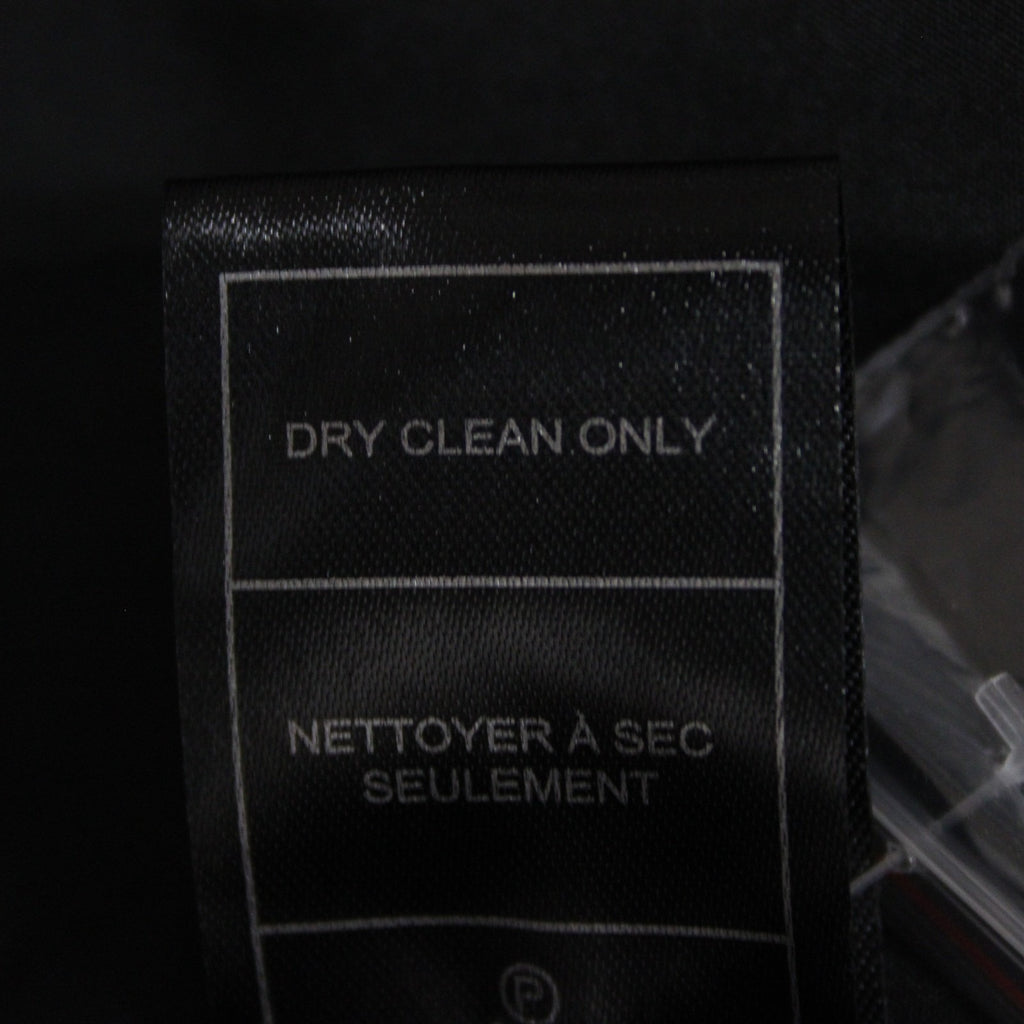 DRY CLEAN ONLY
NETTOYER À SEC
SEULEMENT
P